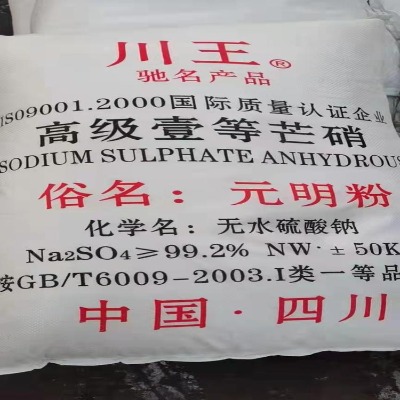 川王®
驰名产品
ISO9001.2000国际质量认证企业
高级壹等芒硝
SODIUM SULPHATE ANHYDROUS
俗名：元明粉
化学名：无水硫酸钠
Na2SO4≥99.2% NW·±50K
按GB/T6009-2003.I类一等品
中国·四川